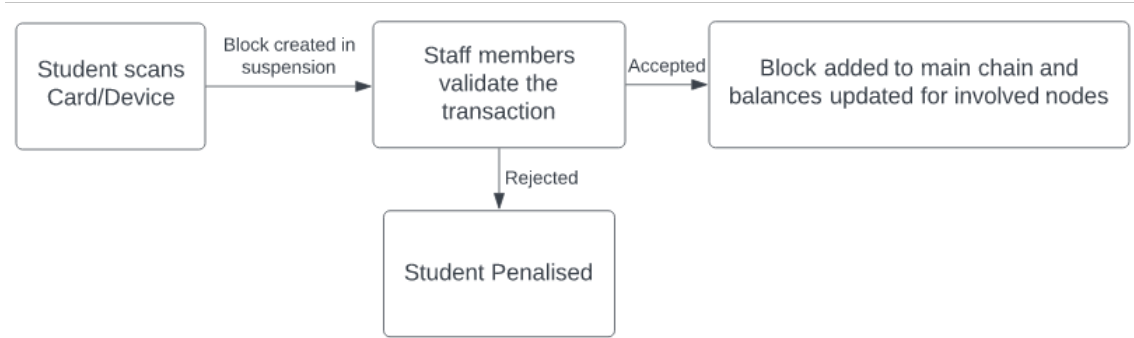 Student scans
Card/Device
Block created in
suspension
Staff members
validate the
transaction
Accepted
Block added to main chain and
balances updated for involved nodes
Rejected
Student Penalised